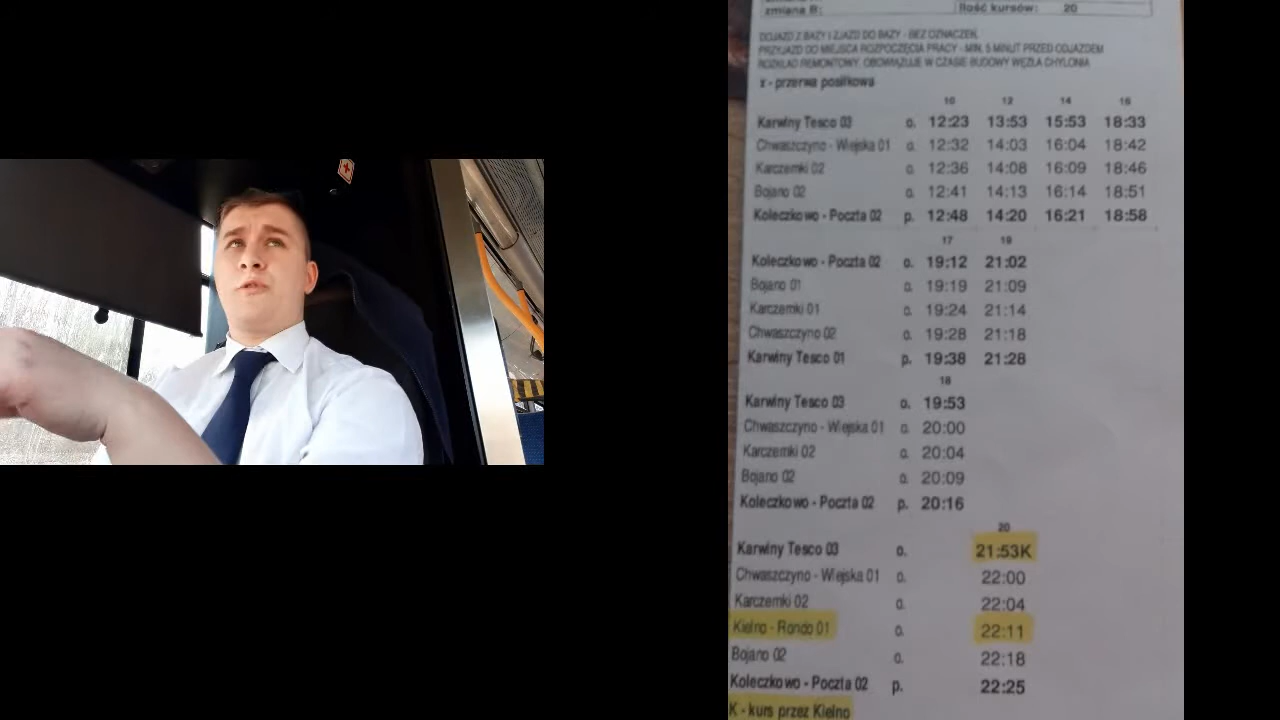 zmiana B: Ilość kursów: 20
DOJAZD Z BAZY I ZJAZD DO BAZY - BEZ OZNACZEŃ.
PRZYJAZD DO MIEJSCA ROZPOCZĘCIA PRACY - MIN. 5 MINUT PRZED ODJAZDEM
ROZKŁAD REMONTOWY. OBOWIĄZUJE W CZASIE BUDOWY WĘZŁA CHYLONIA
x - przerwa posiłkowa
10 12 14 16
Karwiny Tesco 03 o. 12:23 13:53 15:53 18:33
Chwaszczyno - Wiejska 01 o. 12:32 14:03 16:04 18:42
Karczemki 02 o. 12:36 14:08 16:09 18:46
Bojano 02 o. 12:41 14:13 16:14 18:51
Koleczkowo - Poczta 02 p. 12:48 14:20 16:21 18:58
17 19
Koleczkowo - Poczta 02 o. 19:12 21:02
Bojano 01 o. 19:19 21:09
Karczemki 01 o. 19:24 21:14
Chwaszczyno 02 o. 19:28 21:18
Karwiny Tesco 01 p. 19:38 21:28
18
Karwiny Tesco 03 o. 19:53
Chwaszczyno - Wiejska 01 o. 20:00
Karczemki 02 o. 20:04
Bojano 02 o. 20:09
Koleczkowo - Poczta 02 p. 20:16
20
Karwiny Tesco 03 o. 21:53K
Chwaszczyno - Wiejska 01 o. 22:00
Karczemki 02 o. 22:04
Kielno - Rondo 01 o. 22:11
Bojano 02 o. 22:18
Koleczkowo - Poczta 02 p. 22:25
K - kurs przez Kielno